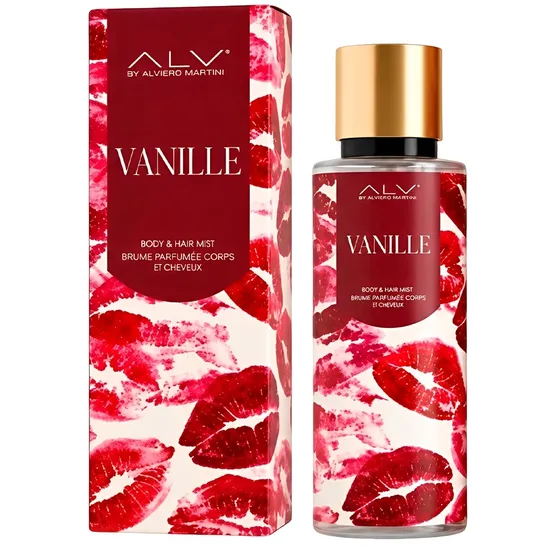 ALV®
BY ALVIERO MARTINI
VANILLE
BODY & HAIR MIST
BRUME PARFUMÉE CORPS
ET CHEVEUX
ALV®
BY ALVIERO MARTINI
VANILLE
BODY & HAIR MIST
BRUME PARFUMÉE CORPS
ET CHEVEUX